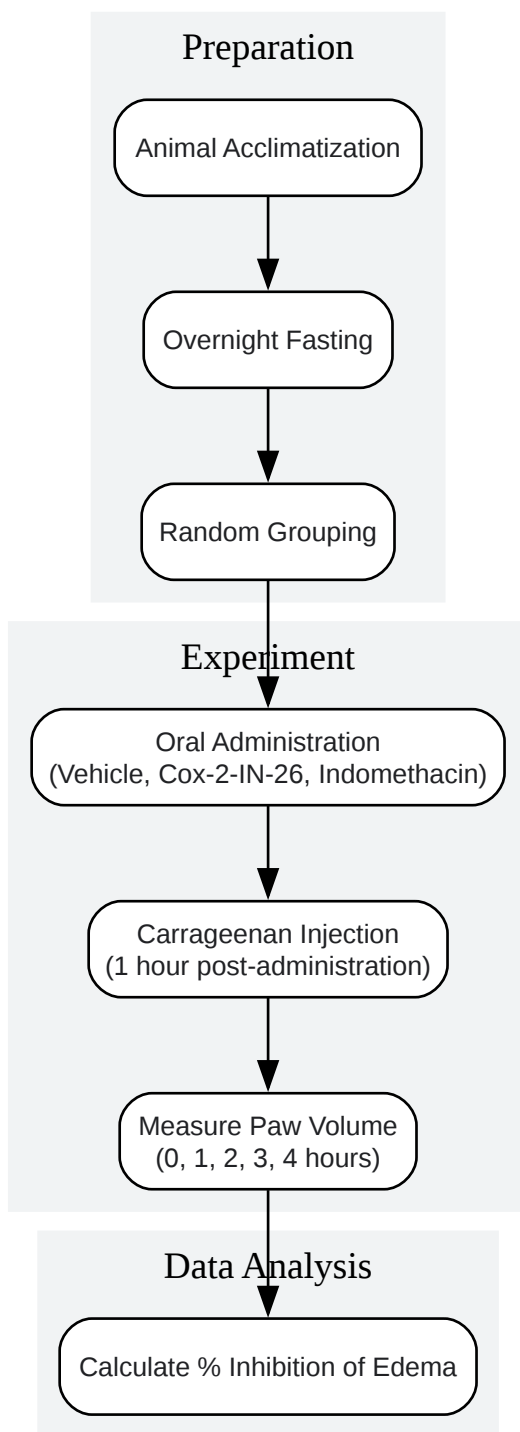 Preparation
Animal Acclimatization
Overnight Fasting
Random Grouping
Experiment
Oral Administration
(Vehicle, Cox-2-IN-26, Indomethacin)
Carrageenan Injection
(1 hour post-administration)
Measure Paw Volume
(0, 1, 2, 3, 4 hours)
Data Analysis
Calculate % Inhibition of Edema